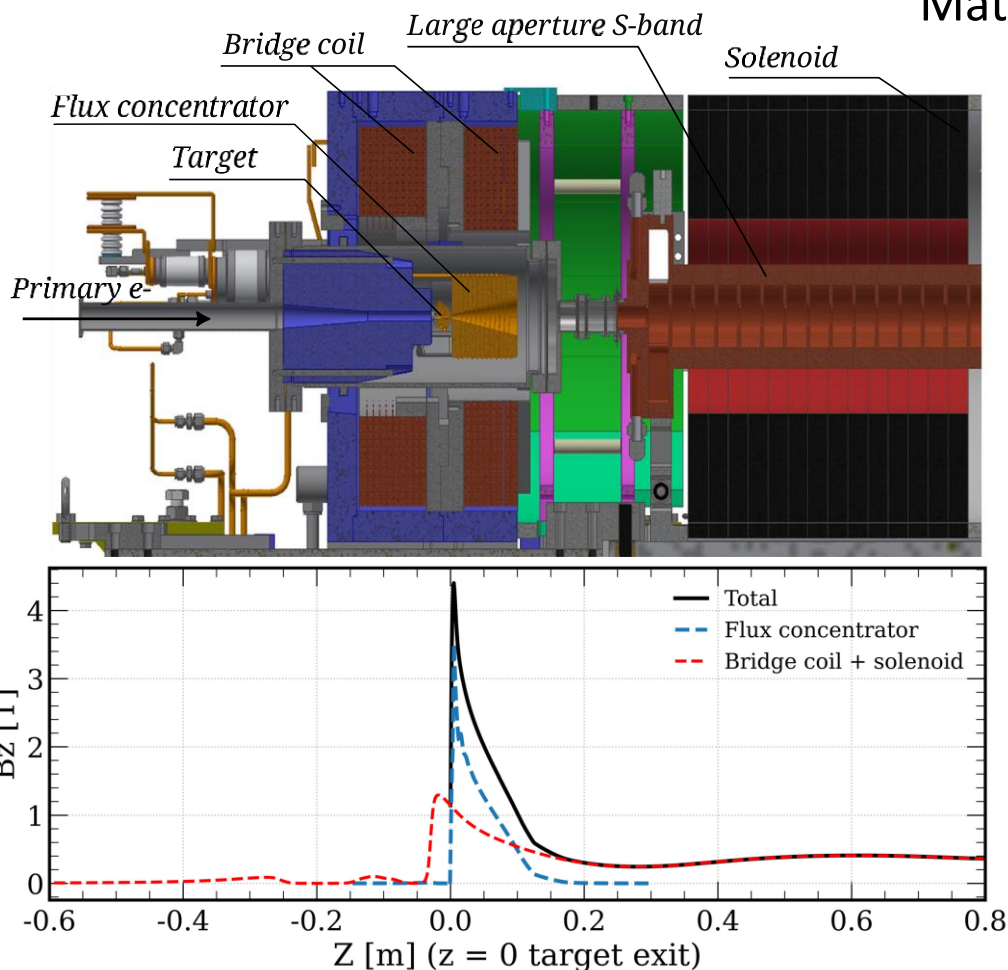 Mat
Large aperture S-band
Bridge coil
Solenoid
Flux concentrator
Target
Primary e-
Total
Flux concentrator
Bridge coil + solenoid
4
3
2
1
0
Bz [T]
-0.6 -0.4 -0.2 0.0 0.2 0.4 0.6 0.8
Z [m] (z = 0 target exit)